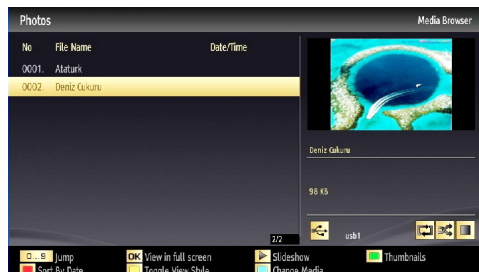 Photos Media Browser
No File Name Date/Time
0001. Ataturk
0002. Deniz Cukuru
Deniz Cukuru
98 KB
2/2
usb1
0...9 Jump OK View in full screen Slideshow Thumbnails
Sort By Date Toggle View Style Change Media